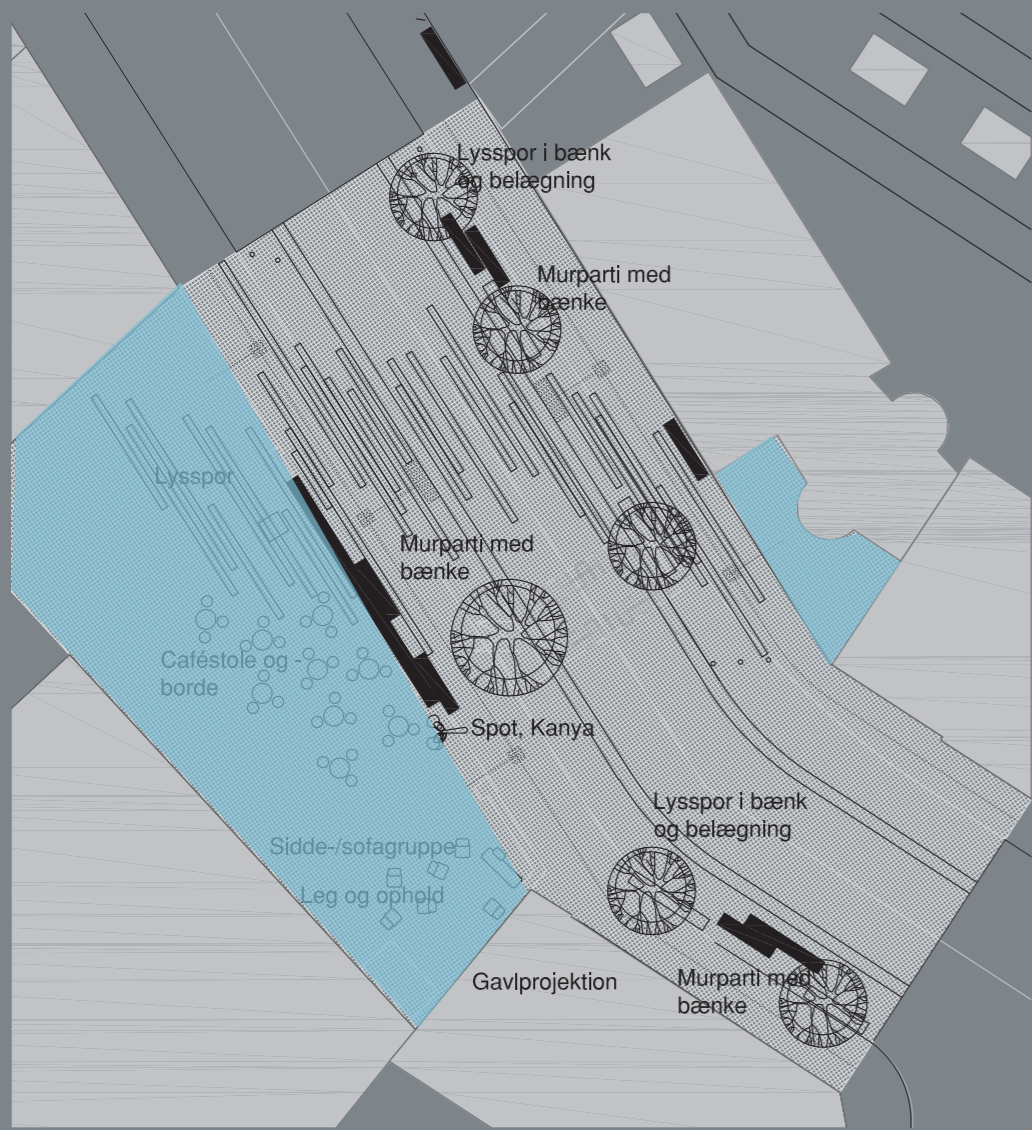 Lysspor i bænk
og belægning
Murparti med
bænke
Lysspor
Murparti med
bænke
Caféstole og -
borde
Spot, Kanya
Lysspor i bænk
og belægning
Sidde-/sofagruppe
Leg og ophold
Gavlprojektion
Murparti med
bænke